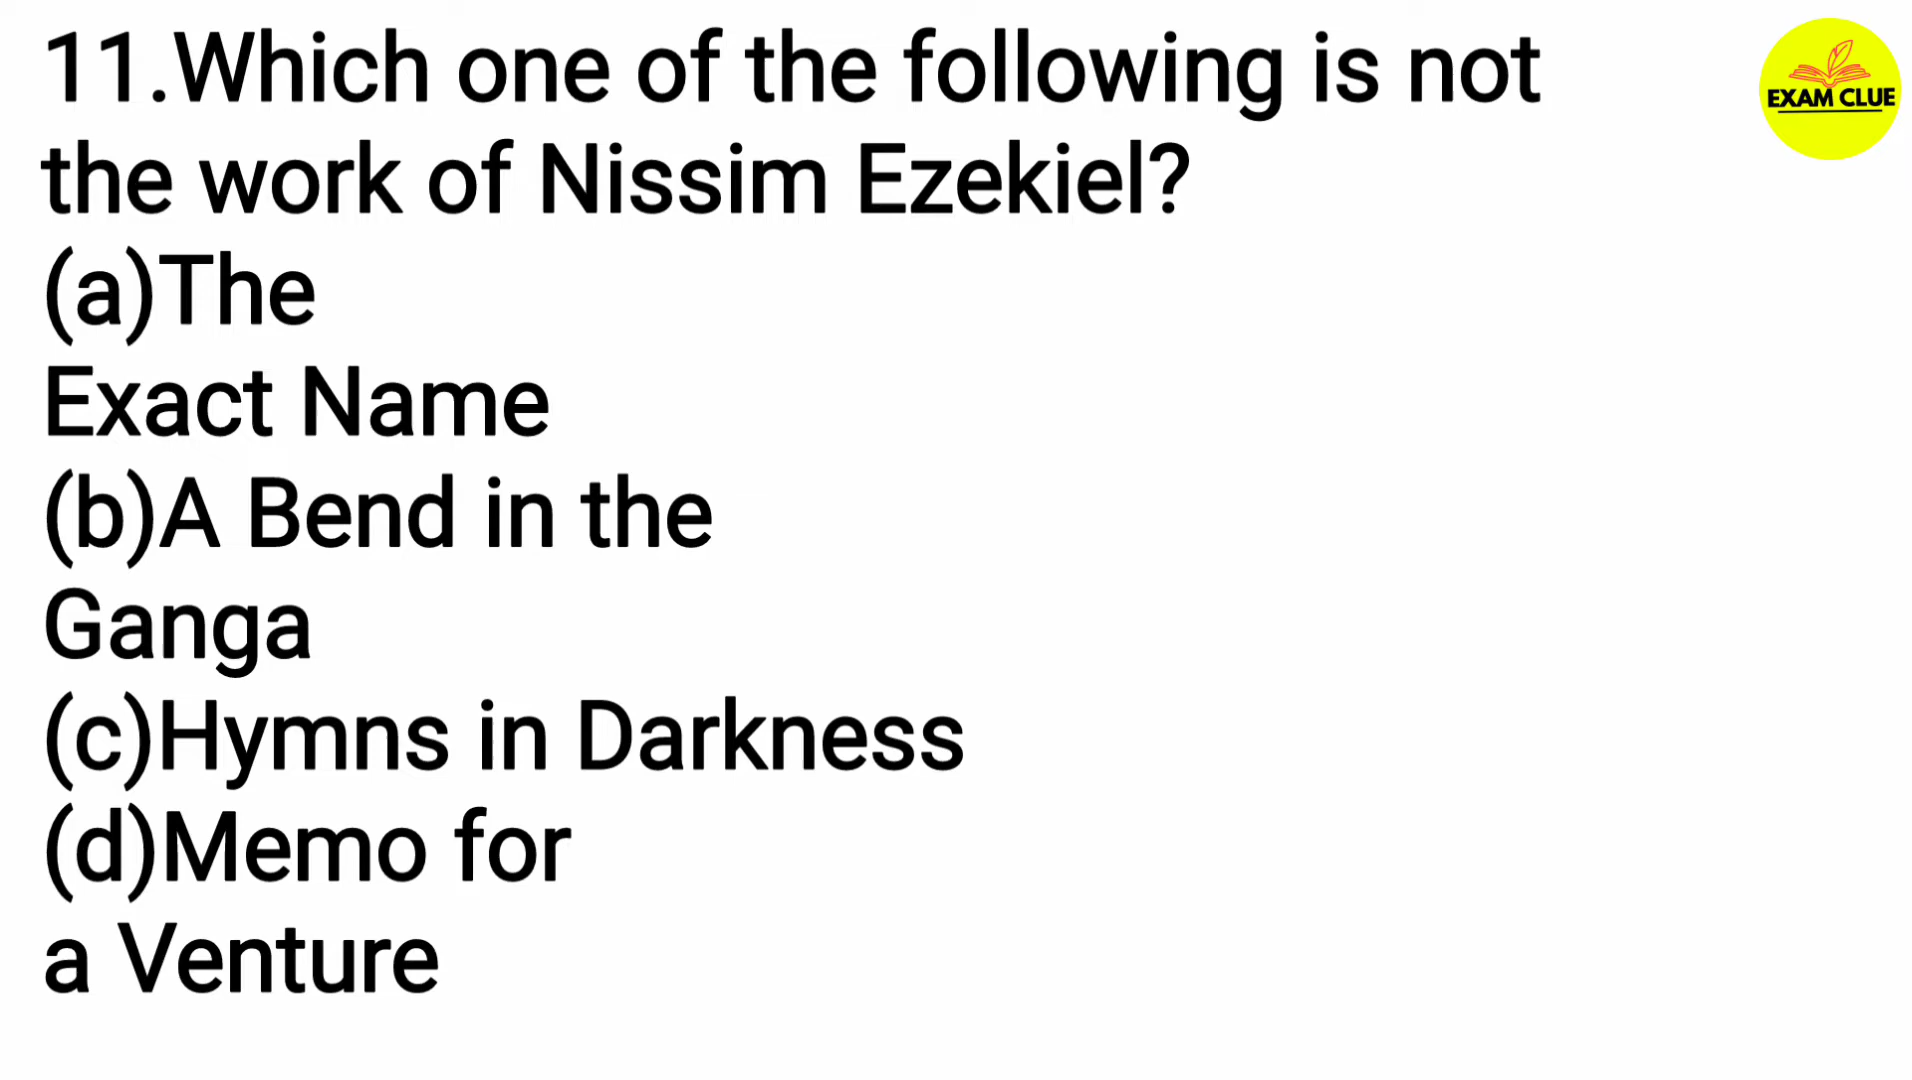 11.Which one of the following is not
the work of Nissim Ezekiel?
(a)The
Exact Name
(b)A Bend in the
Ganga
(c)Hymns in Darkness
(d)Memo for
a Venture
EXAM CLUE